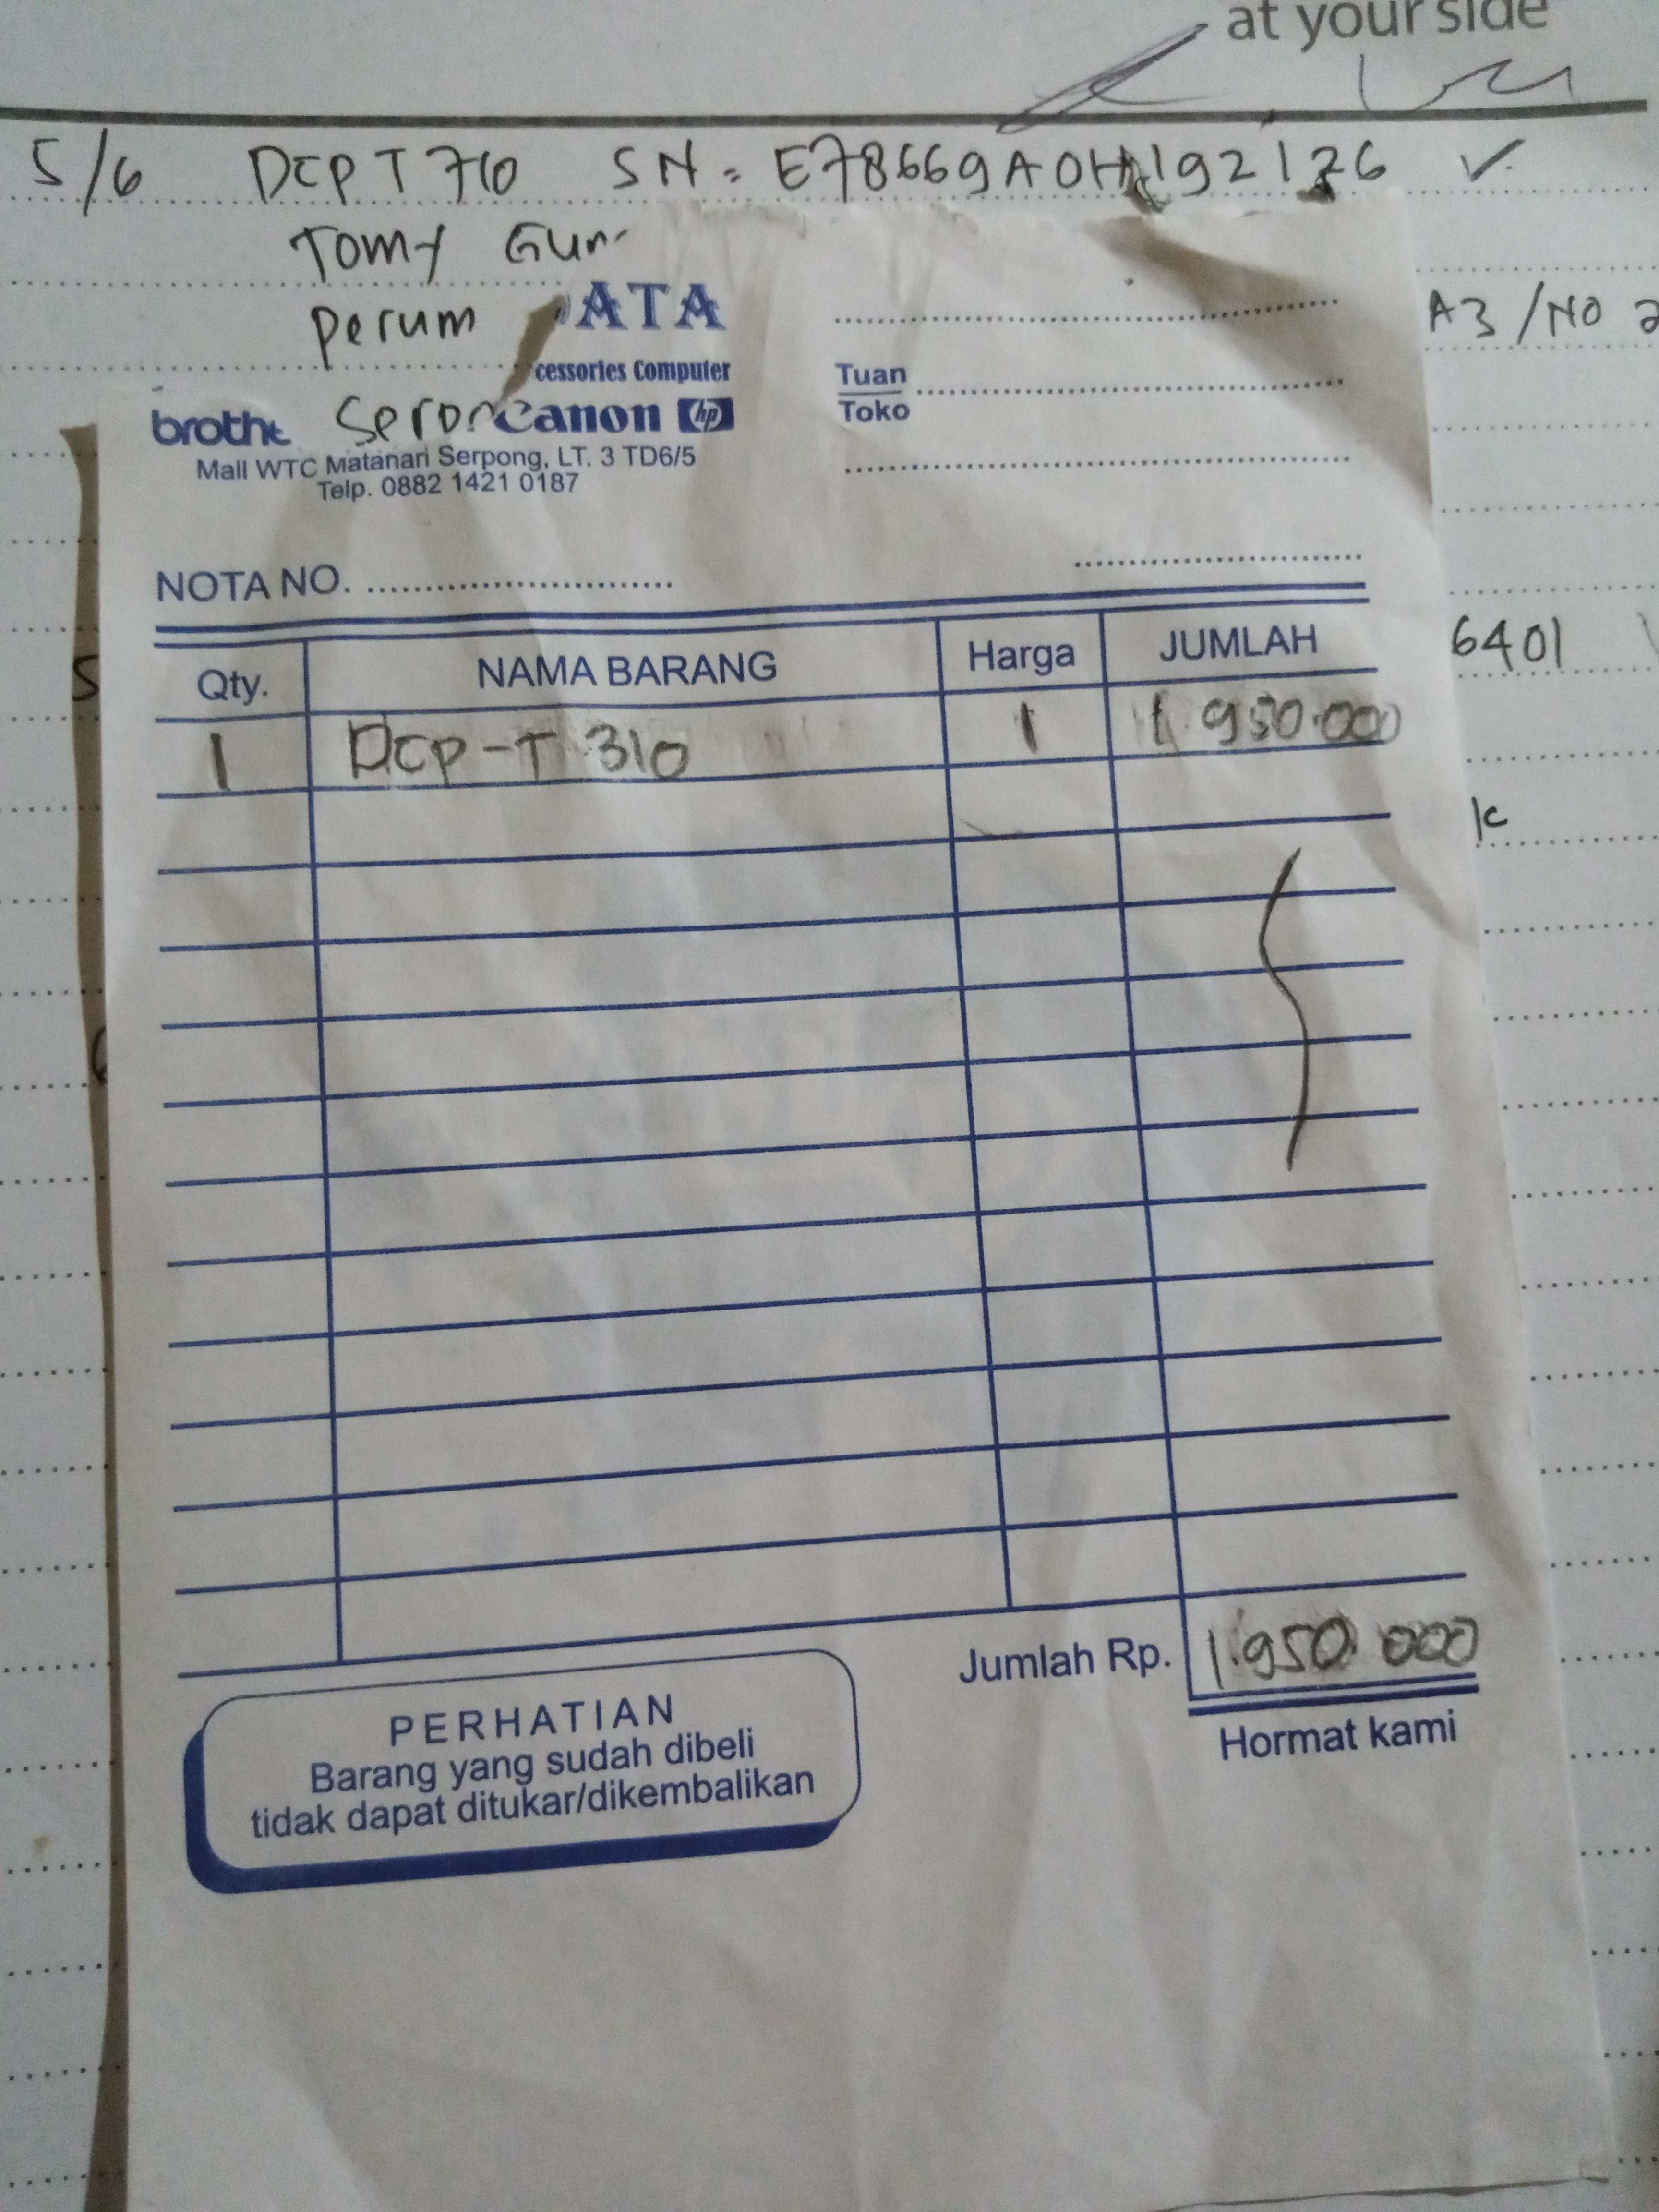 at your side
5/6 DCP T 710 SN = E78669A0H192126 ✓
Tomy
Perum
A3 / NO
ATA
cessories Computer
Canon hp
Mall WTC Matahari Serpong, LT. 3 TD6/5
Telp. 0882 1421 0187
Tuan
Toko
NOTA NO.
6401
Qty. NAMA BARANG Harga JUMLAH
1 DCP-T 310 1 1.950.000
k
Jumlah Rp. 1.950.000
Hormat kami
PERHATIAN
Barang yang sudah dibeli
tidak dapat ditukar/dikembalikan